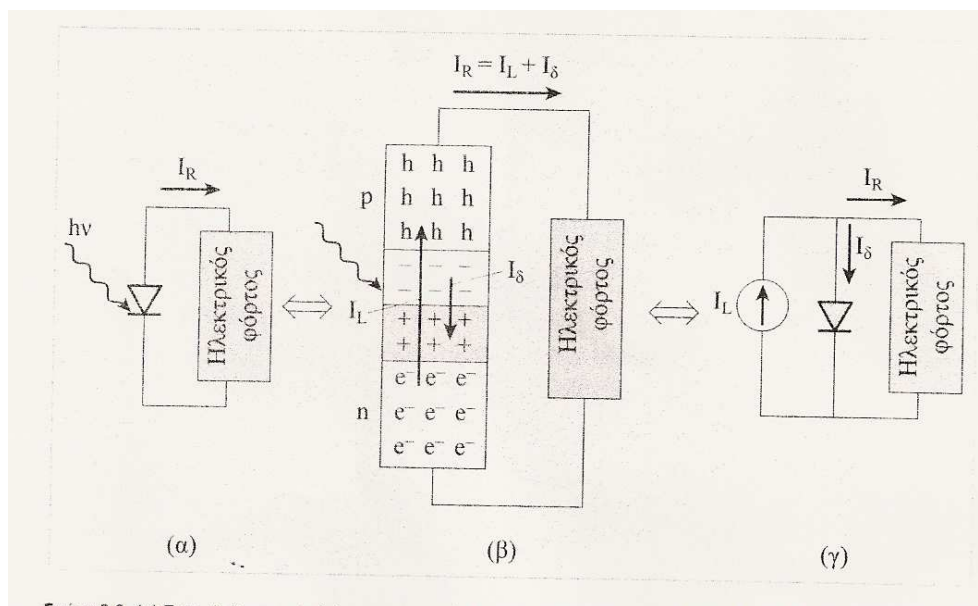 I_R = I_L + I_δ
I_R
hν
Ηλεκτρικός
φόρτος
p
h h h
h h h
h h h
– – –
– – –
I_δ
I_L
+ + +
+ + +
e⁻ e⁻ e⁻
n
e⁻ e⁻ e⁻
e⁻ e⁻ e⁻
Ηλεκτρικός
φόρτος
I_R
I_δ
I_L
Ηλεκτρικός
φόρτος
(α)
(β)
(γ)